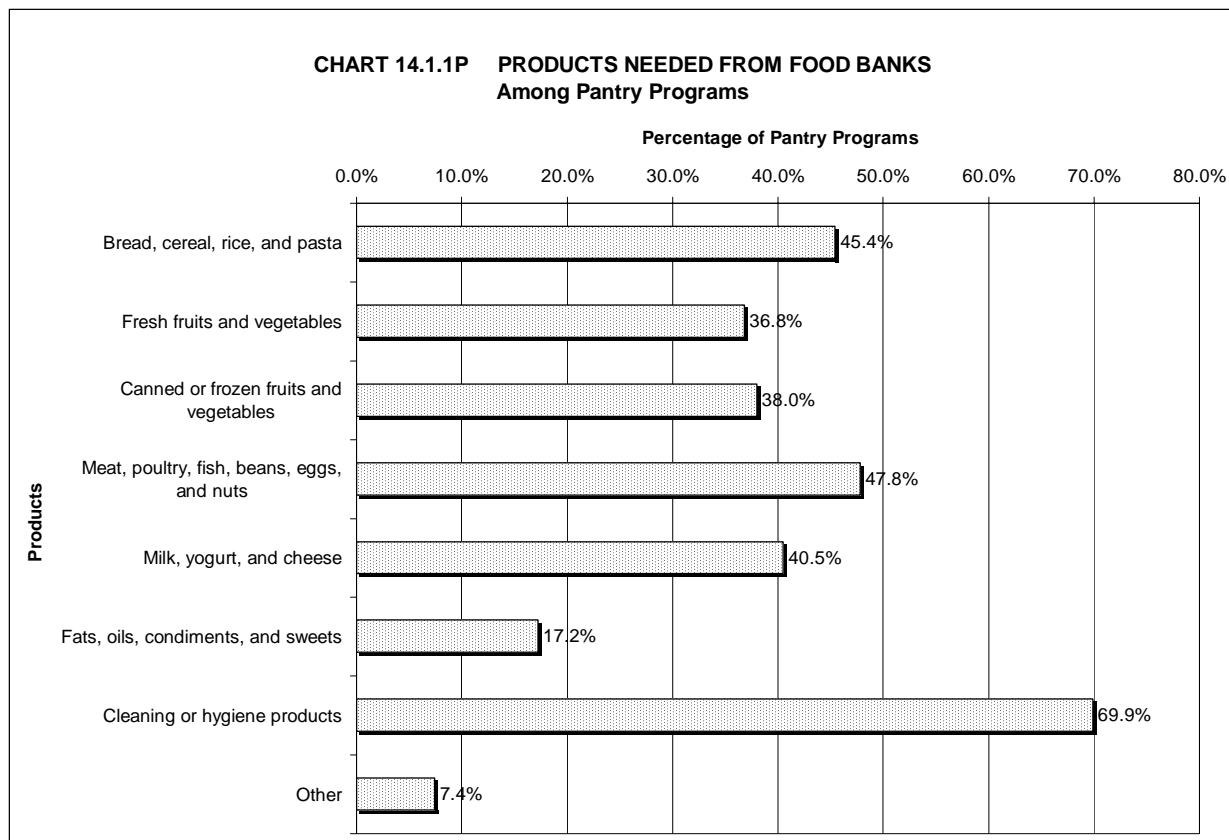 CHART 14.1.1P PRODUCTS NEEDED FROM FOOD BANKS
Among Pantry Programs
Percentage of Pantry Programs
0.0% 10.0% 20.0% 30.0% 40.0% 50.0% 60.0% 70.0% 80.0%
Products
Bread, cereal, rice, and pasta 45.4%
Fresh fruits and vegetables 36.8%
Canned or frozen fruits and
vegetables 38.0%
Meat, poultry, fish, beans, eggs,
and nuts 47.8%
Milk, yogurt, and cheese 40.5%
Fats, oils, condiments, and sweets 17.2%
Cleaning or hygiene products 69.9%
Other 7.4%